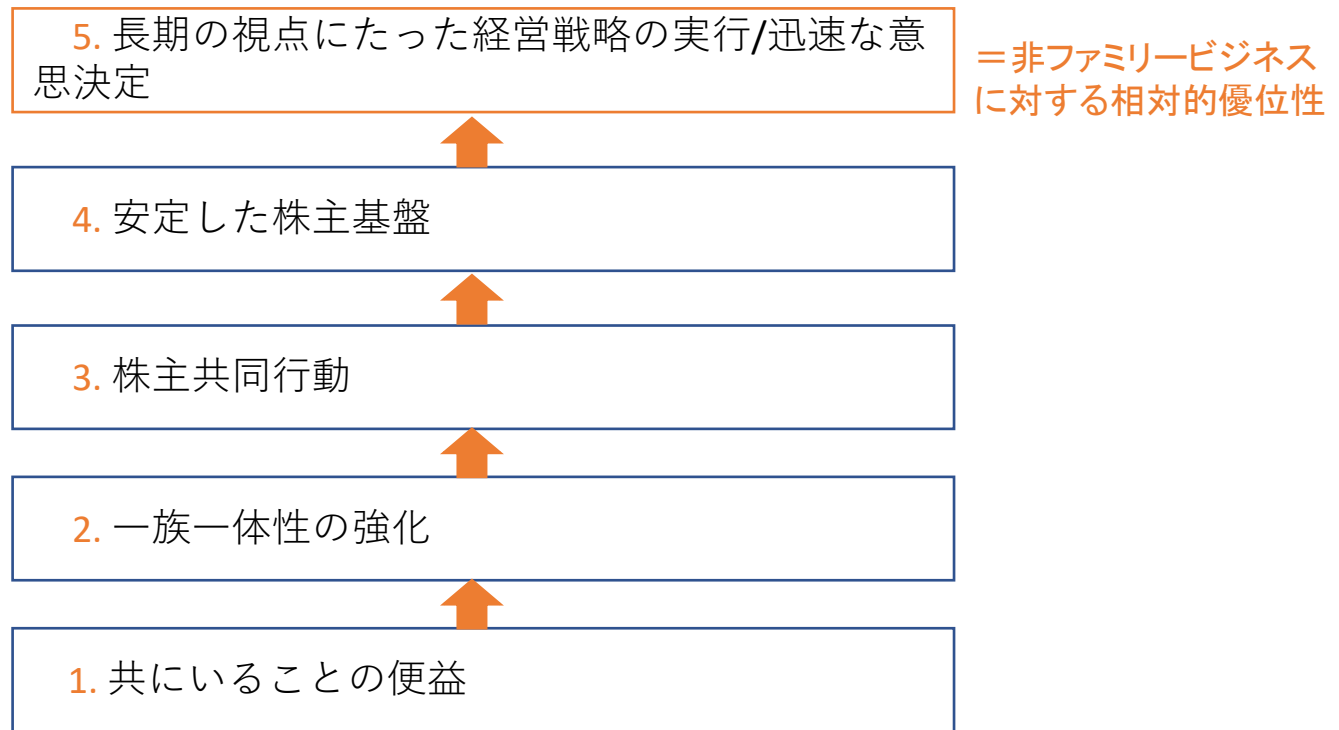 5. 長期の視点にたった経営戦略の実行/迅速な意
思決定
＝非ファミリービジネス
に対する相対的優位性
4. 安定した株主基盤
3. 株主共同行動
2. 一族一体性の強化
1. 共にいることの便益